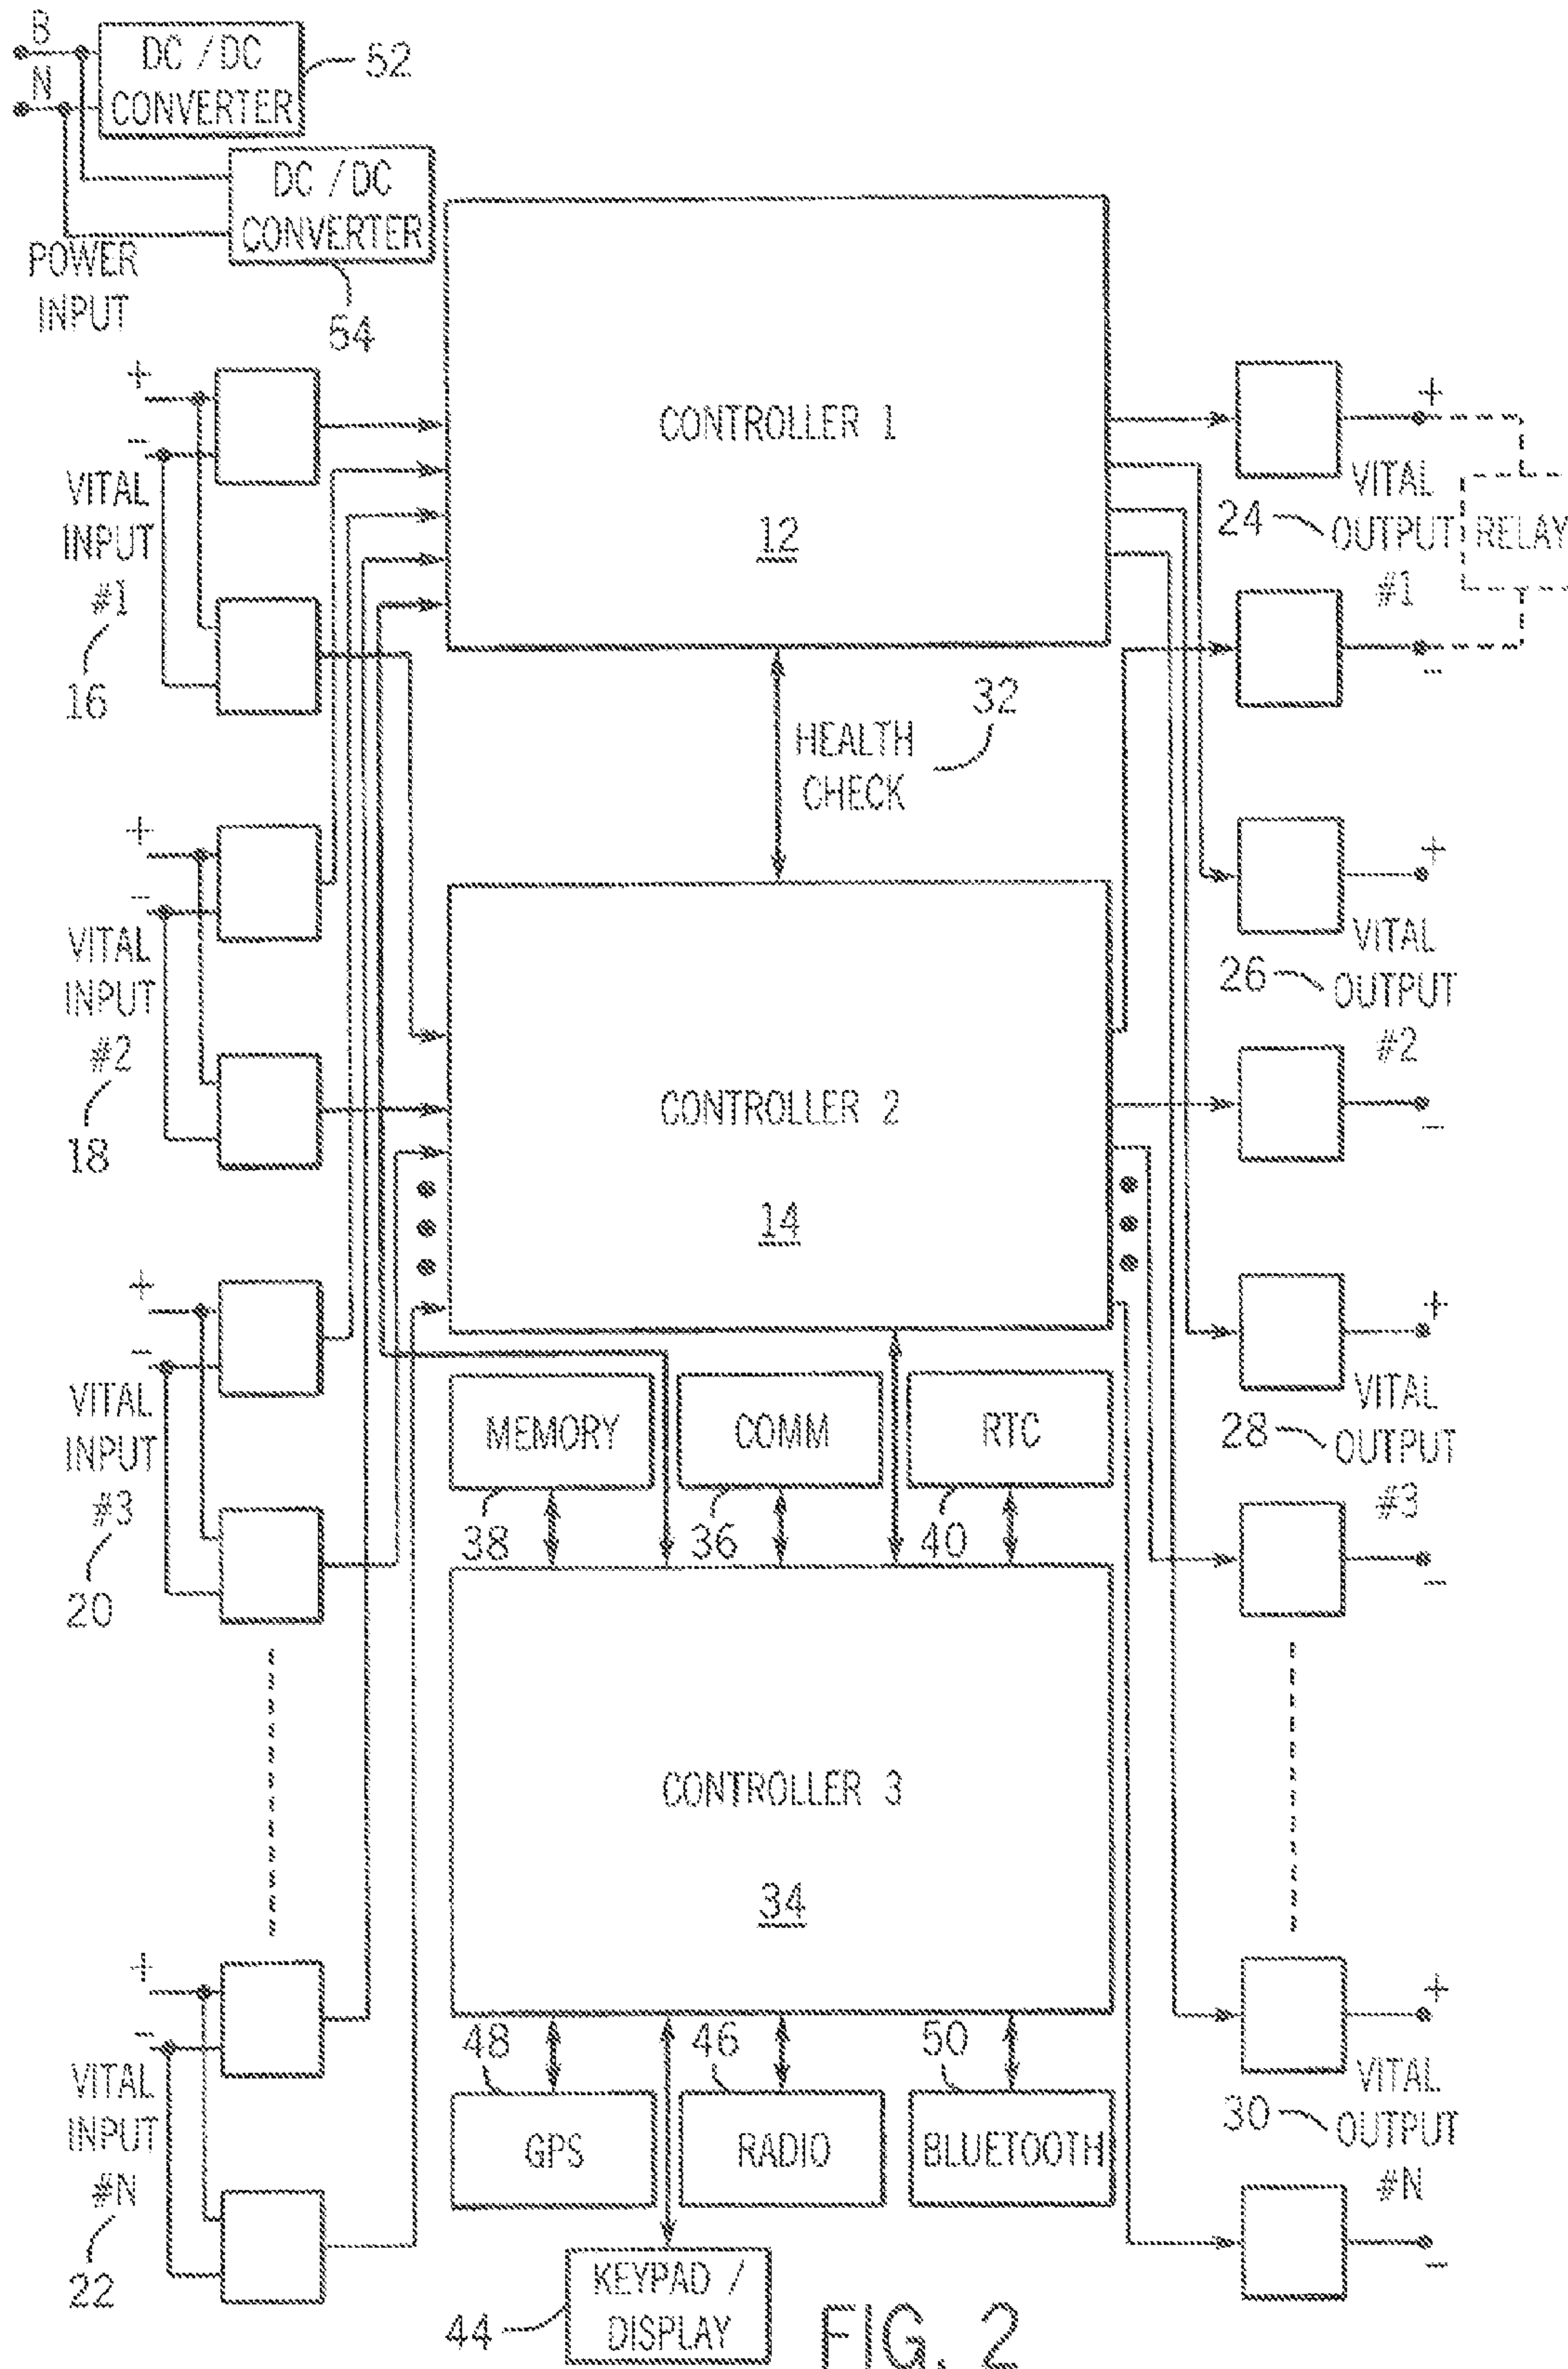 B
N
DC / DC
CONVERTER
52
DC / DC
CONVERTER
54
POWER
INPUT
+
-
VITAL
INPUT
#1
16
CONTROLLER 1
12
+
VITAL
OUTPUT
#1
24
RELAY
-
HEALTH
CHECK
32
+
-
VITAL
INPUT
#2
18
CONTROLLER 2
14
+
VITAL
OUTPUT
#2
26
-
+
-
VITAL
INPUT
#3
20
MEMORY
38
COMM
36
RTC
40
+
VITAL
OUTPUT
#3
28
-
CONTROLLER 3
34
+
-
VITAL
INPUT
#N
22
48
GPS
46
RADIO
50
BLUETOOTH
+
VITAL
OUTPUT
#N
30
-
KEYPAD /
DISPLAY
44
FIG. 2